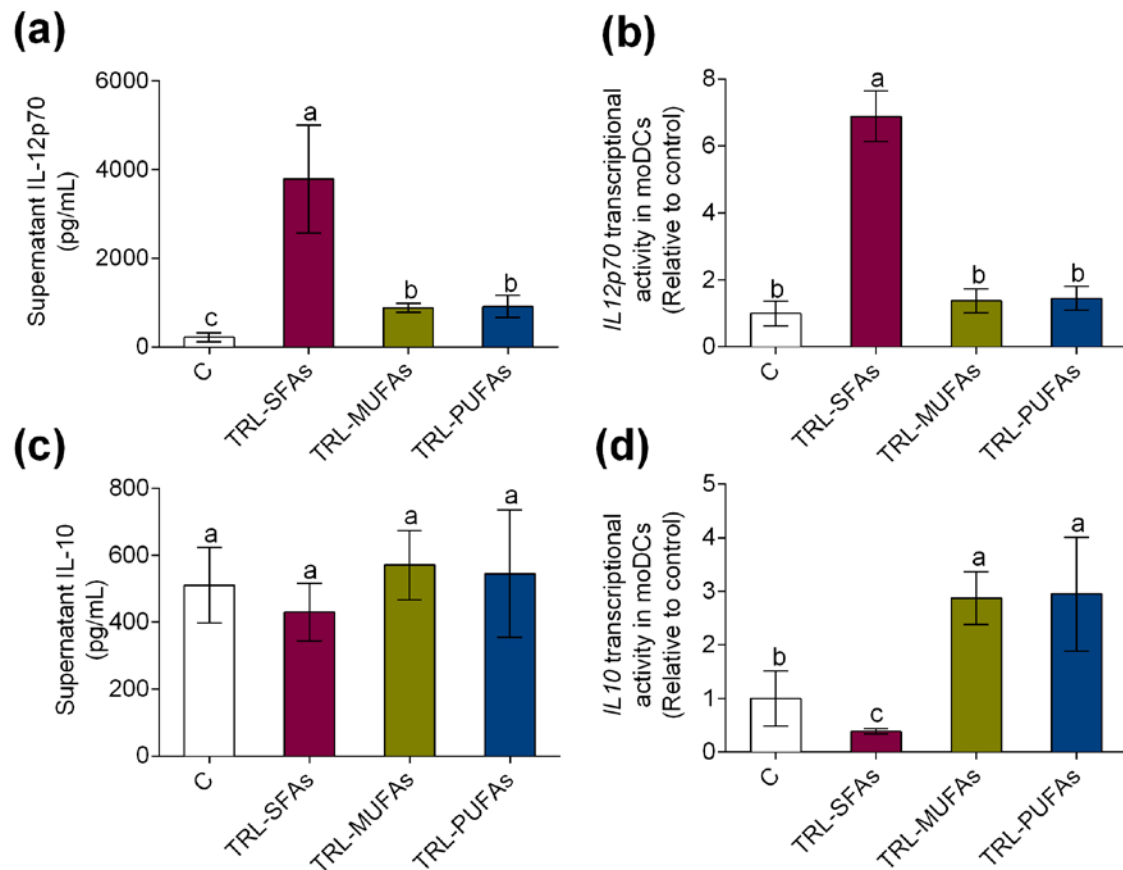 (a)
Supernatant IL-12p70
(pg/mL)
6000
4000
2000
0
c
a
b
b
C
TRL-SFAs
TRL-MUFAs
TRL-PUFAs
(b)
IL12p70 transcriptional
activity in moDCs
(Relative to control)
8
6
4
2
0
b
a
b
b
C
TRL-SFAs
TRL-MUFAs
TRL-PUFAs
(c)
Supernatant IL-10
(pg/mL)
800
600
400
200
0
a
a
a
a
C
TRL-SFAs
TRL-MUFAs
TRL-PUFAs
(d)
IL10 transcriptional
activity in moDCs
(Relative to control)
5
4
3
2
1
0
b
c
a
a
C
TRL-SFAs
TRL-MUFAs
TRL-PUFAs